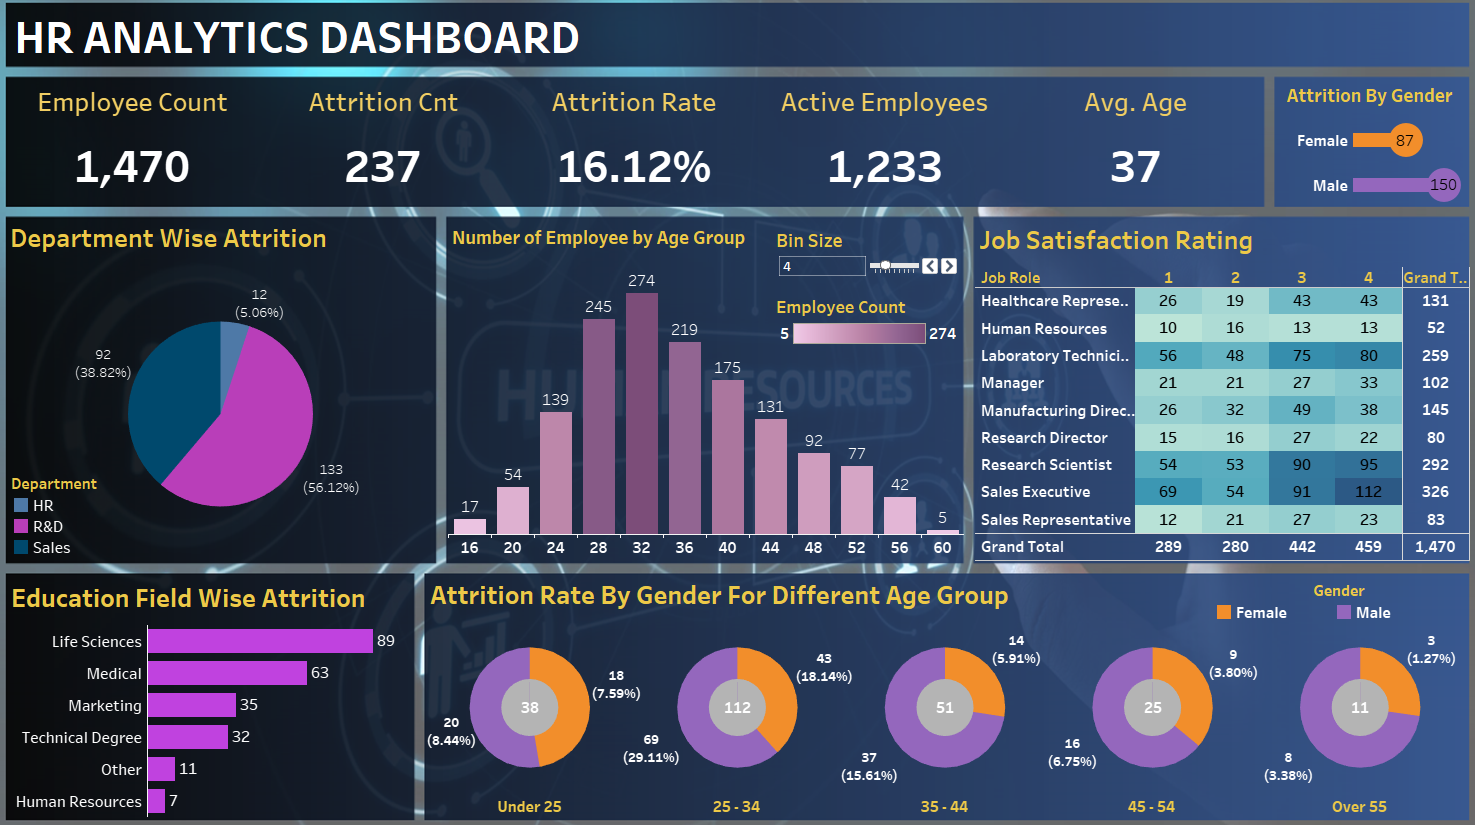 HR ANALYTICS DASHBOARD
Employee Count
Attrition Cnt
Attrition Rate
Active Employees
Avg. Age
1,470
237
16.12%
1,233
37
Attrition By Gender
Female
87
Male
150
Department Wise Attrition
12
(5.06%)
92
(38.82%)
133
(56.12%)
Department
HR
R&D
Sales
Number of Employee by Age Group
Bin Size
4
Employee Count
5
274
17
54
139
245
274
219
175
131
92
77
42
5
HUMAN RESOURCES
16 20 24 28 32 36 40 44 48 52 56 60
Job Satisfaction Rating
Job Role 1 2 3 4 Grand T..
Healthcare Represe.. 26 19 43 43 131
Human Resources 10 16 13 13 52
Laboratory Technici.. 56 48 75 80 259
Manager 21 21 27 33 102
Manufacturing Direc.. 26 32 49 38 145
Research Director 15 16 27 22 80
Research Scientist 54 53 90 95 292
Sales Executive 69 54 91 112 326
Sales Representative 12 21 27 23 83
Grand Total 289 280 442 459 1,470
Education Field Wise Attrition
Life Sciences 89
Medical 63
Marketing 35
Technical Degree 32
Other 11
Human Resources 7
Attrition Rate By Gender For Different Age Group
Gender
Female
Male
18
(7.59%)
38
20
(8.44%)
Under 25
43
(18.14%)
112
69
(29.11%)
25 - 34
14
(5.91%)
51
37
(15.61%)
35 - 44
9
(3.80%)
25
16
(6.75%)
45 - 54
3
(1.27%)
11
8
(3.38%)
Over 55